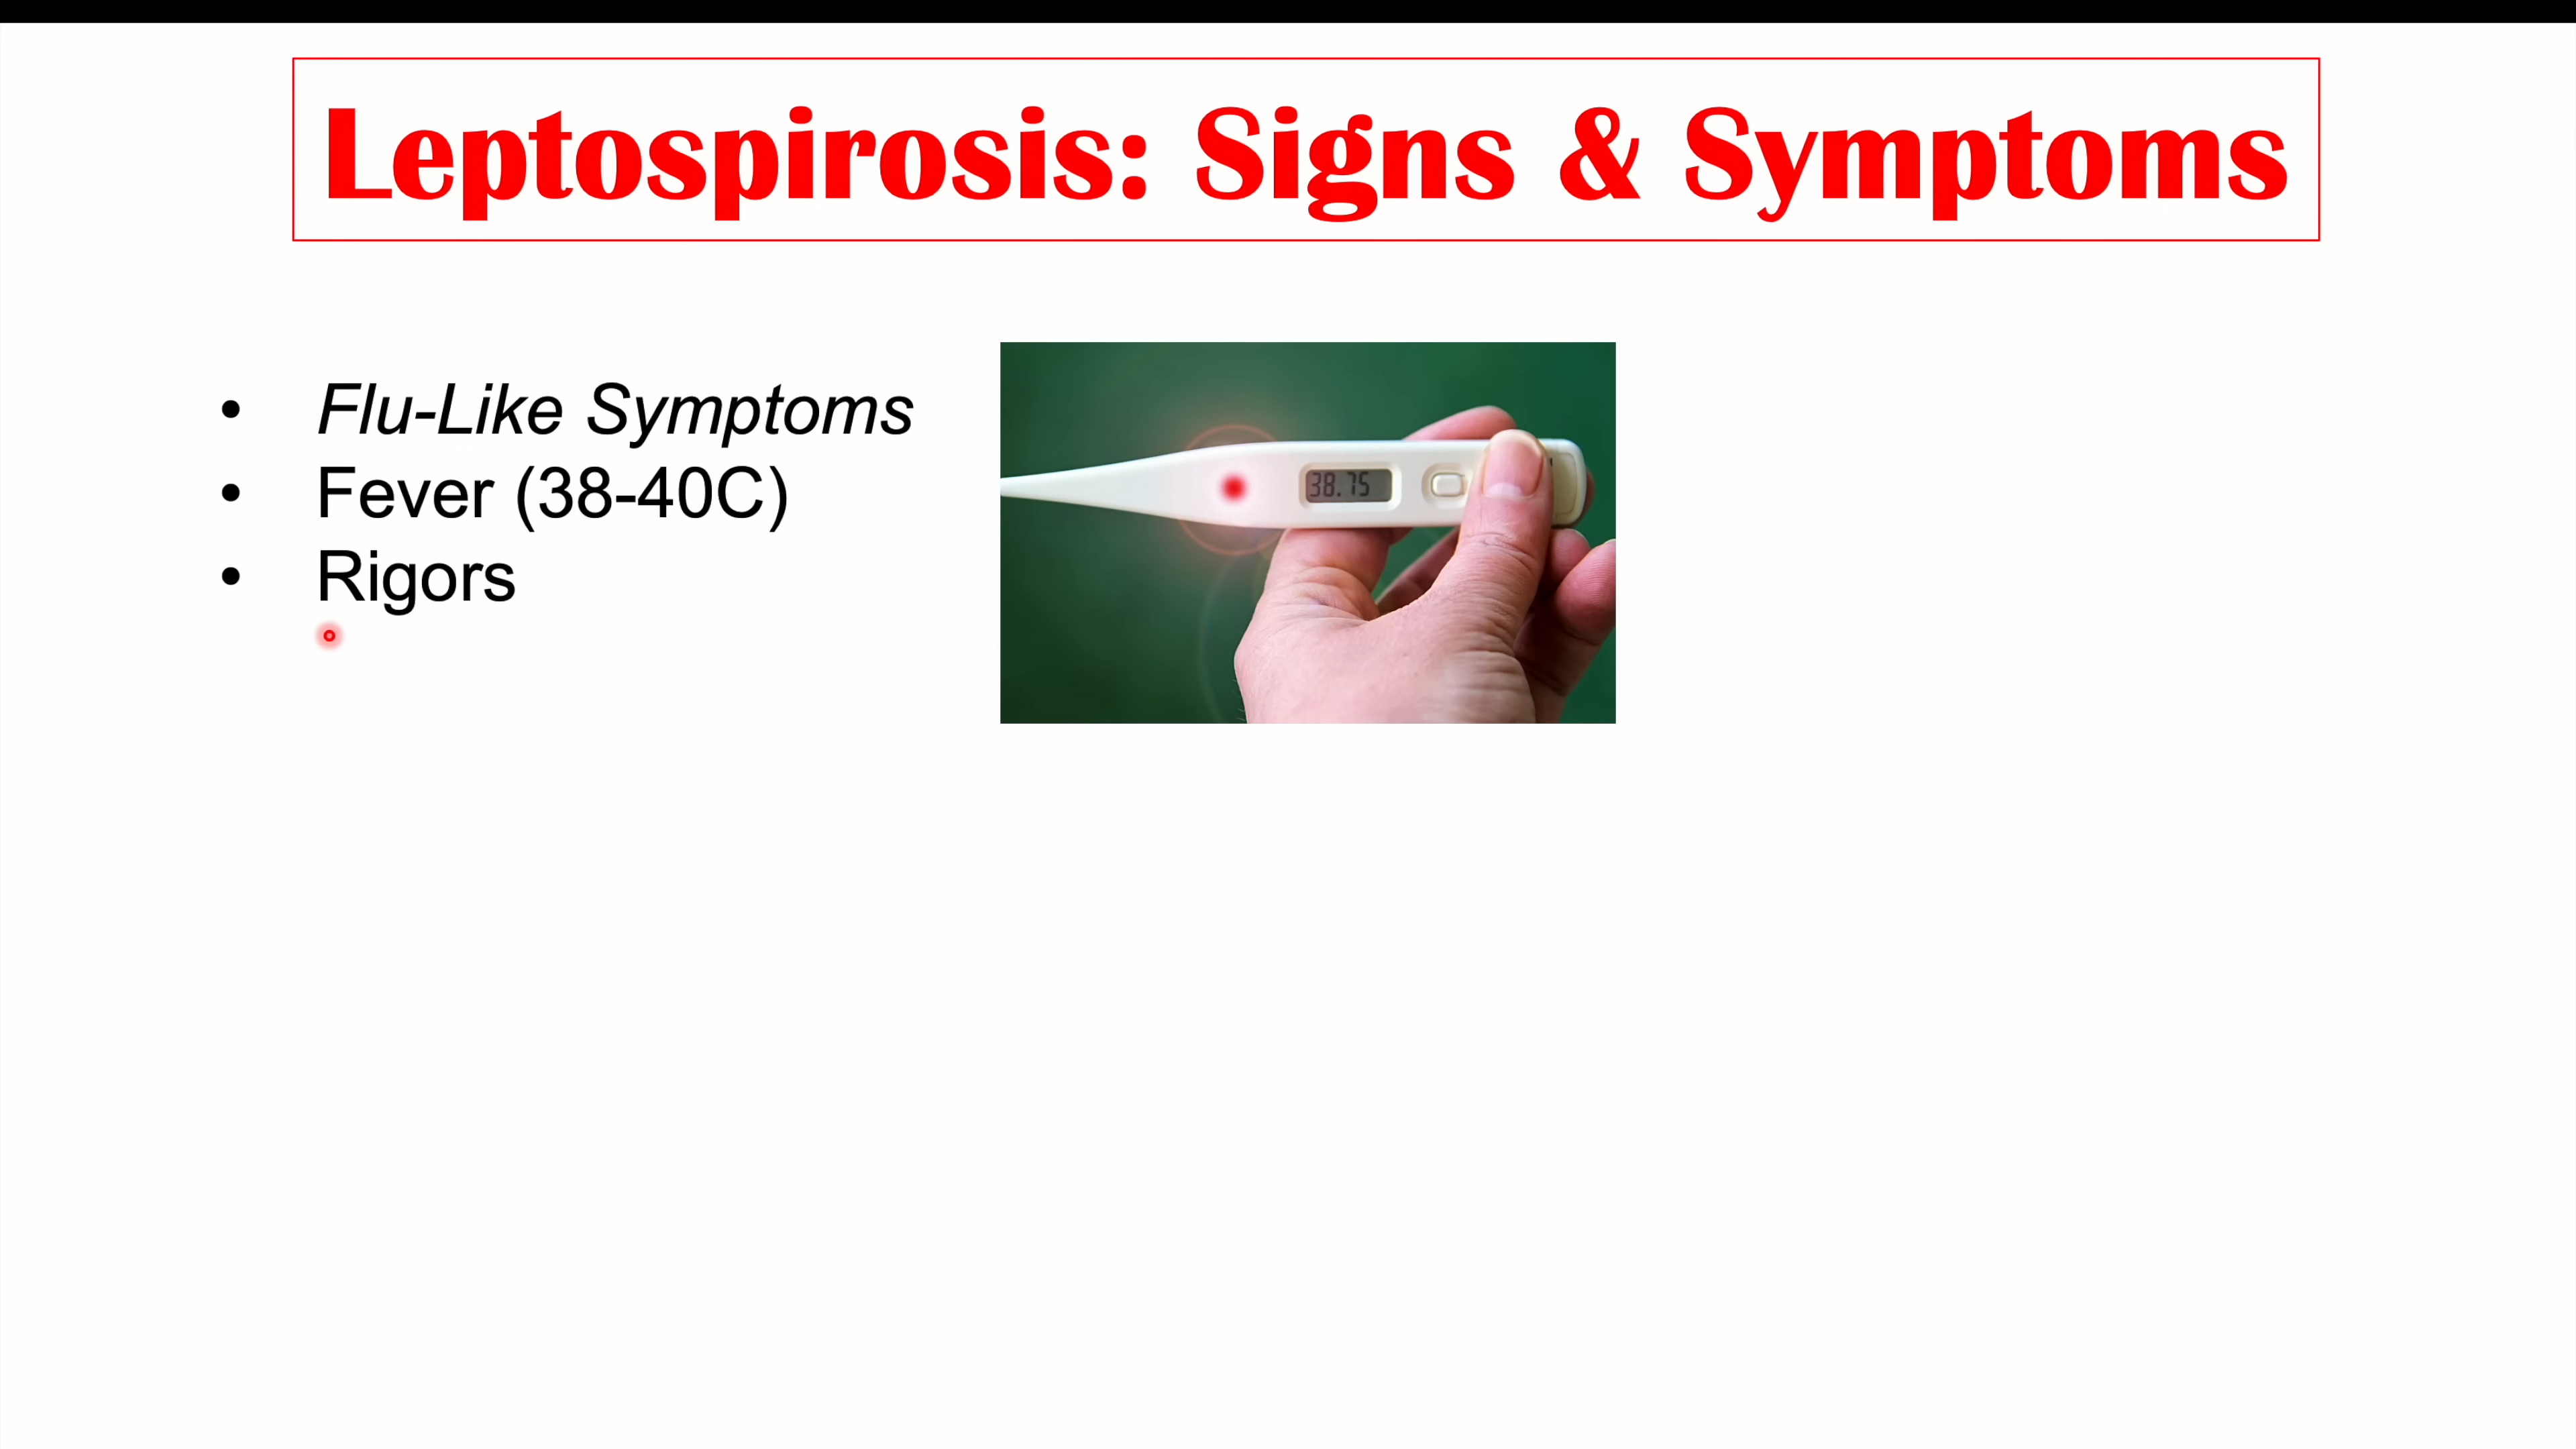 Leptospirosis: Signs & Symptoms
• Flu-Like Symptoms
• Fever (38-40C)
• Rigors
38.75